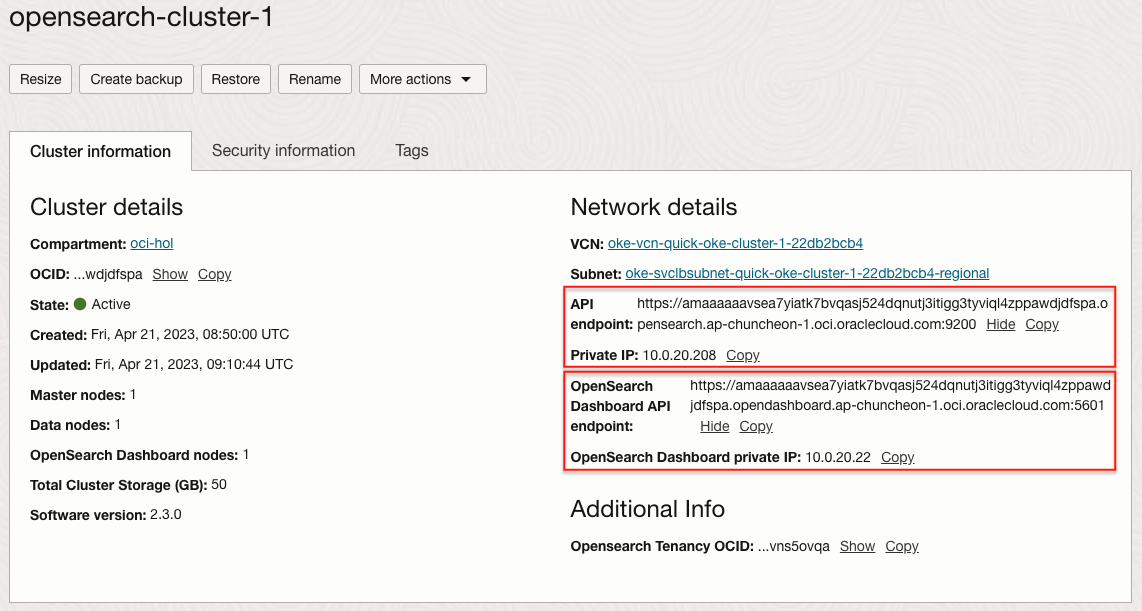 opensearch-cluster-1
Resize Create backup Restore Rename More actions
Cluster information Security information Tags
Cluster details
Compartment: oci-hol
OCID: ...wdjdfspa Show Copy
State: Active
Created: Fri, Apr 21, 2023, 08:50:00 UTC
Updated: Fri, Apr 21, 2023, 09:10:44 UTC
Master nodes: 1
Data nodes: 1
OpenSearch Dashboard nodes: 1
Total Cluster Storage (GB): 50
Software version: 2.3.0
Network details
VCN: oke-vcn-quick-oke-cluster-1-22db2bcb4
Subnet: oke-svclbsubnet-quick-oke-cluster-1-22db2bcb4-regional
API https://amaaaaaavsea7yiatk7bvqasj524dqnutj3itigg3tyviql4zppawdjdfspa.o
endpoint: pensearch.ap-chuncheon-1.oci.oraclecloud.com:9200 Hide Copy
Private IP: 10.0.20.208 Copy
OpenSearch https://amaaaaaavsea7yiatk7bvqasj524dqnutj3itigg3tyviql4zppawd
Dashboard API jdfspa.opendashboard.ap-chuncheon-1.oci.oraclecloud.com:5601
endpoint: Hide Copy
OpenSearch Dashboard private IP: 10.0.20.22 Copy
Additional Info
Opensearch Tenancy OCID: ...vns5ovqa Show Copy